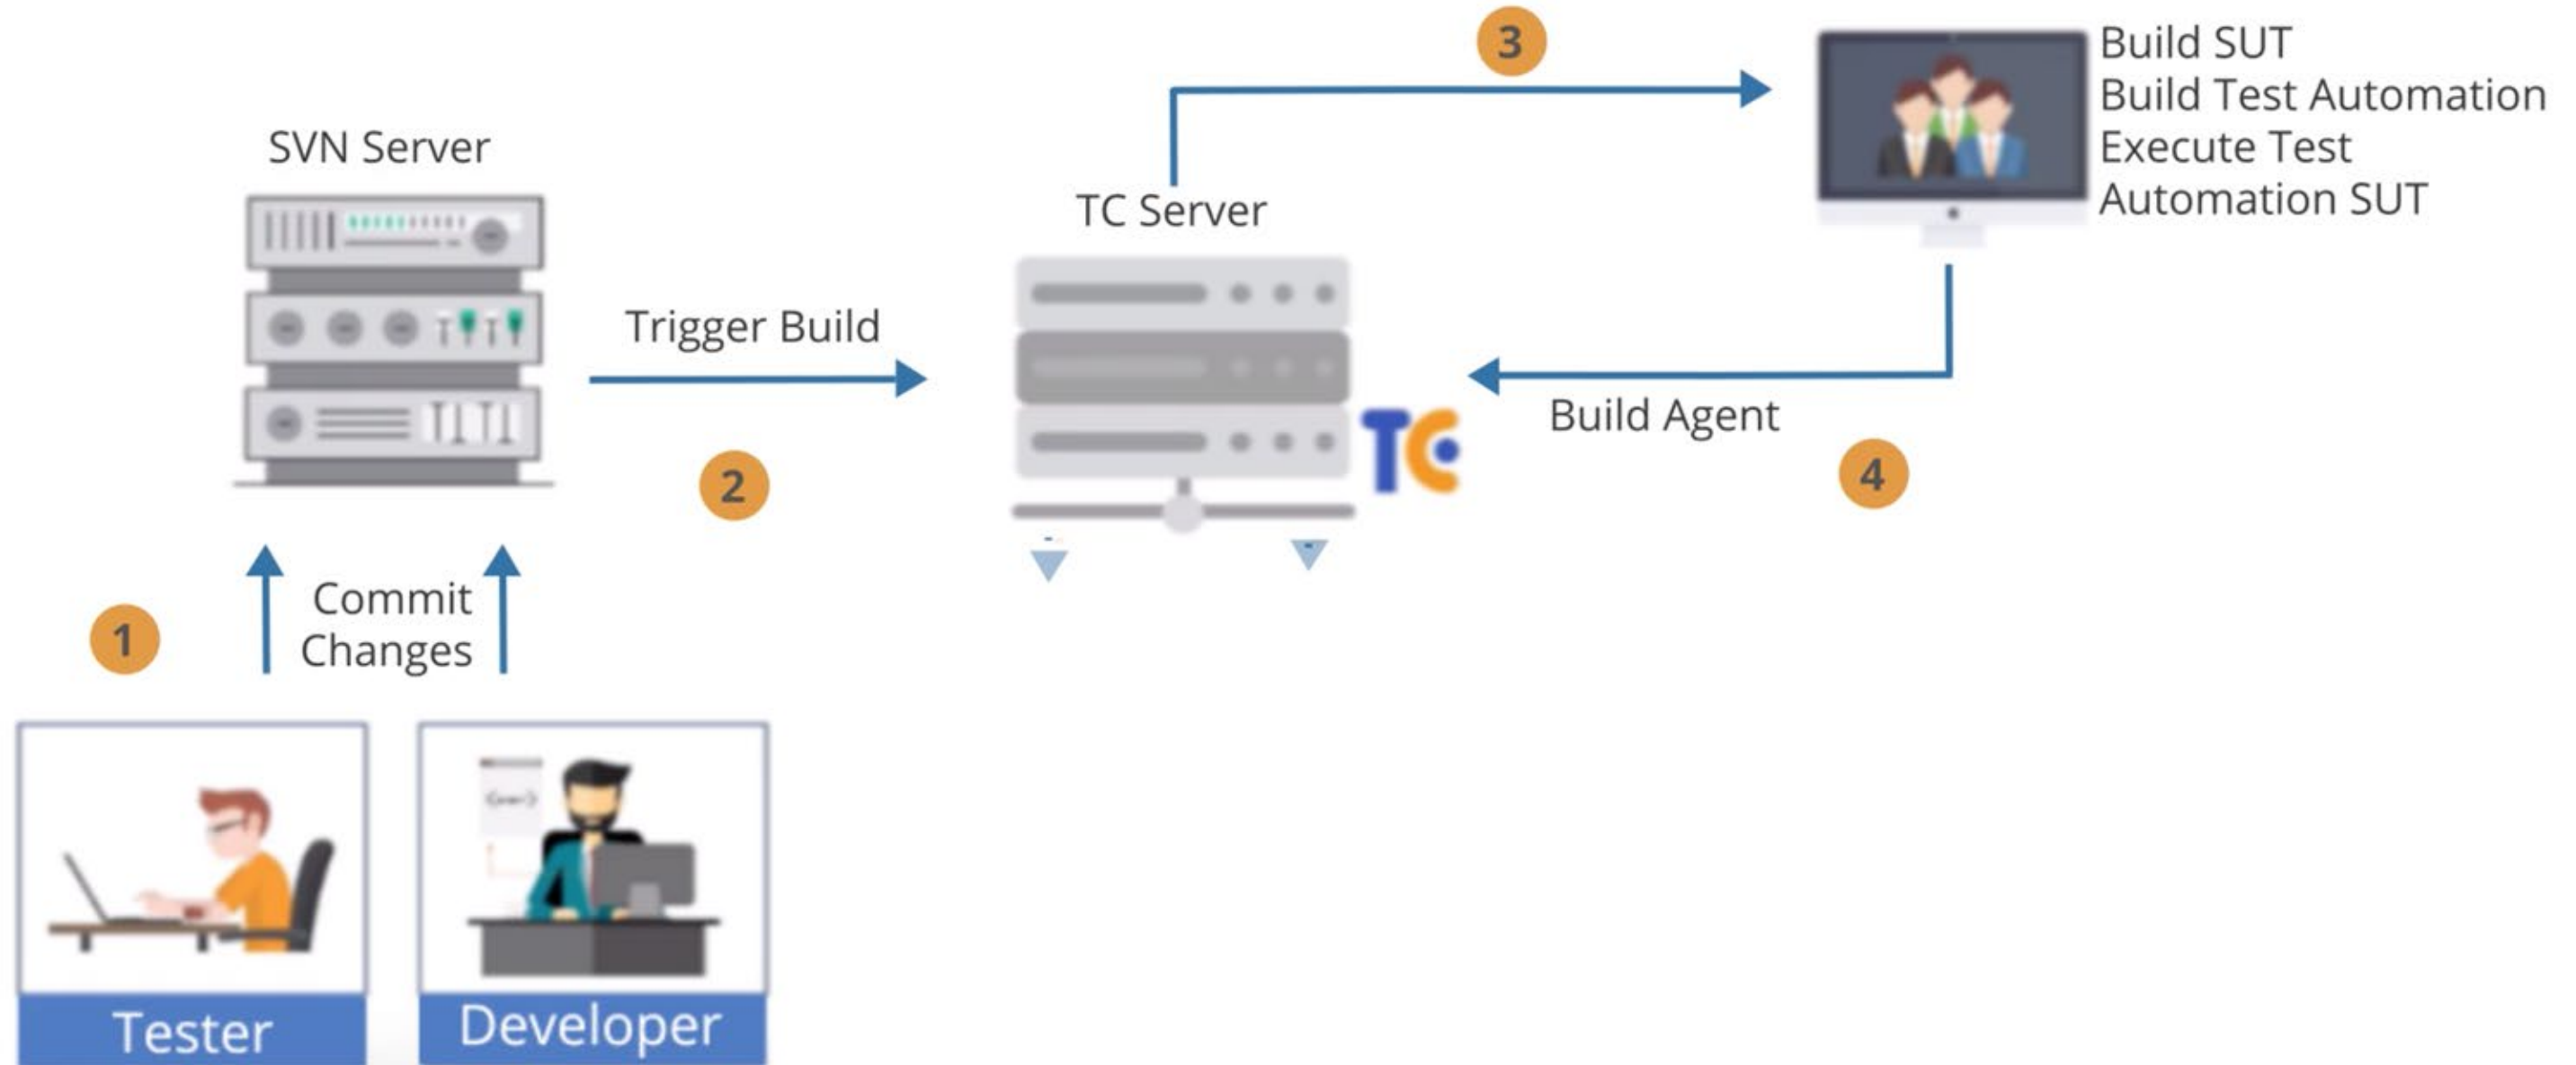 3
Build SUT
Build Test Automation
Execute Test
Automation SUT
SVN Server
TC Server
Trigger Build
Build Agent
TC
4
2
Commit
Changes
1
Tester
Developer